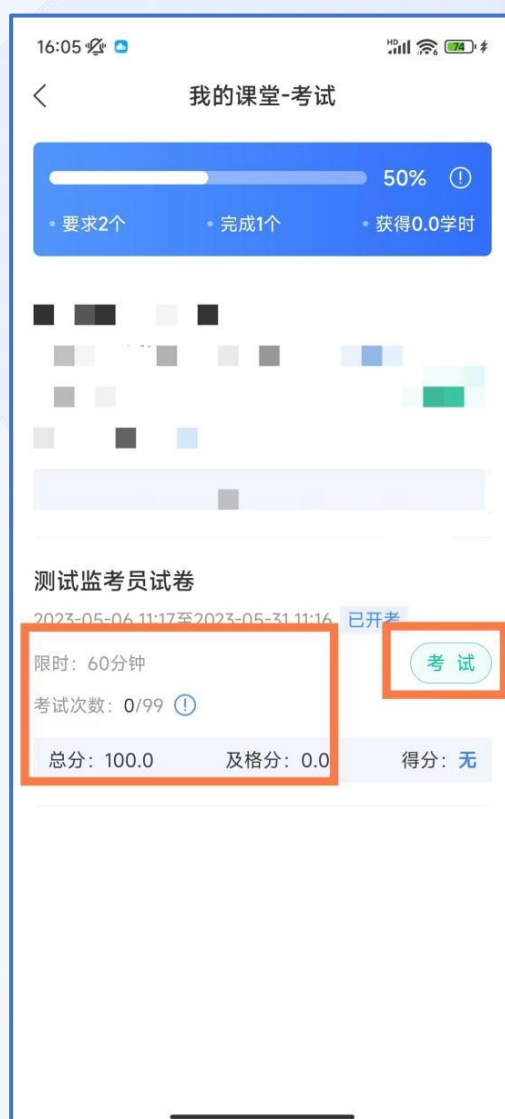 16:05 HD 74
我的课堂-考试
50%
要求2个 完成1个 获得0.0学时
测试监考员试卷
2023-05-06 11:17至2023-05-31 11:16 已开考
限时：60分钟 考 试
考试次数：0/99
总分：100.0 及格分：0.0 得分：无